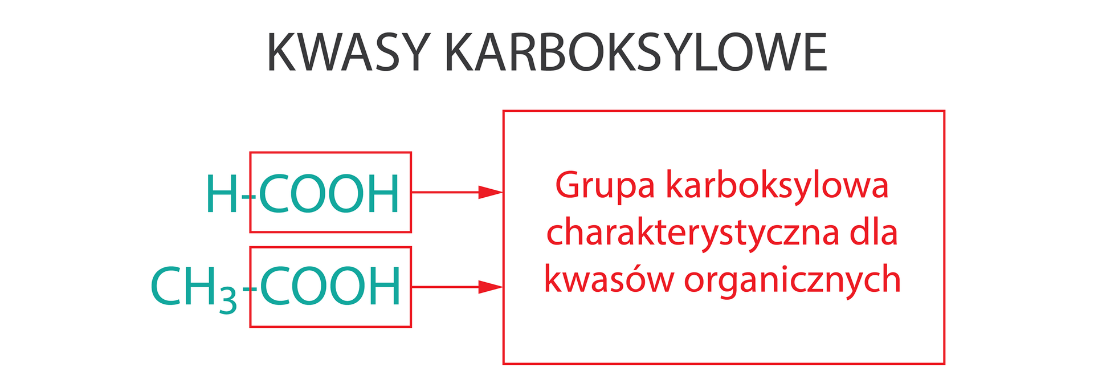 KWASY KARBOKSYLOWE
H-COOH
CH₃-COOH
Grupa karboksylowa
charakterystyczna dla
kwasów organicznych